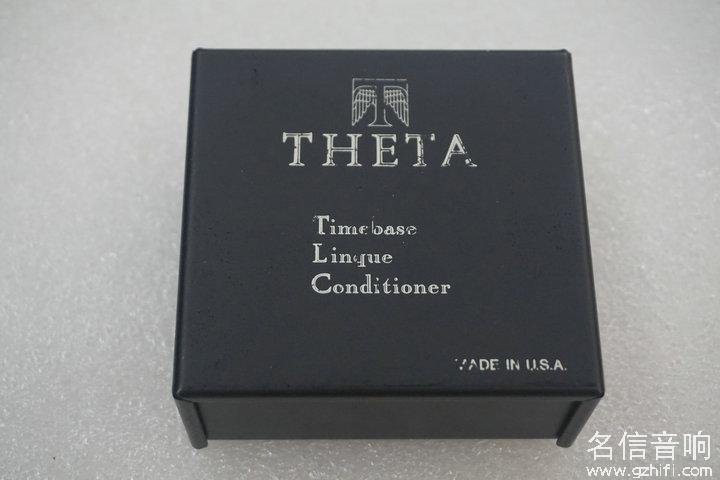 T
THETA
Timebase
Linque
Conditioner
MADE IN U.S.A.
名信音响
www.gzhifi.com